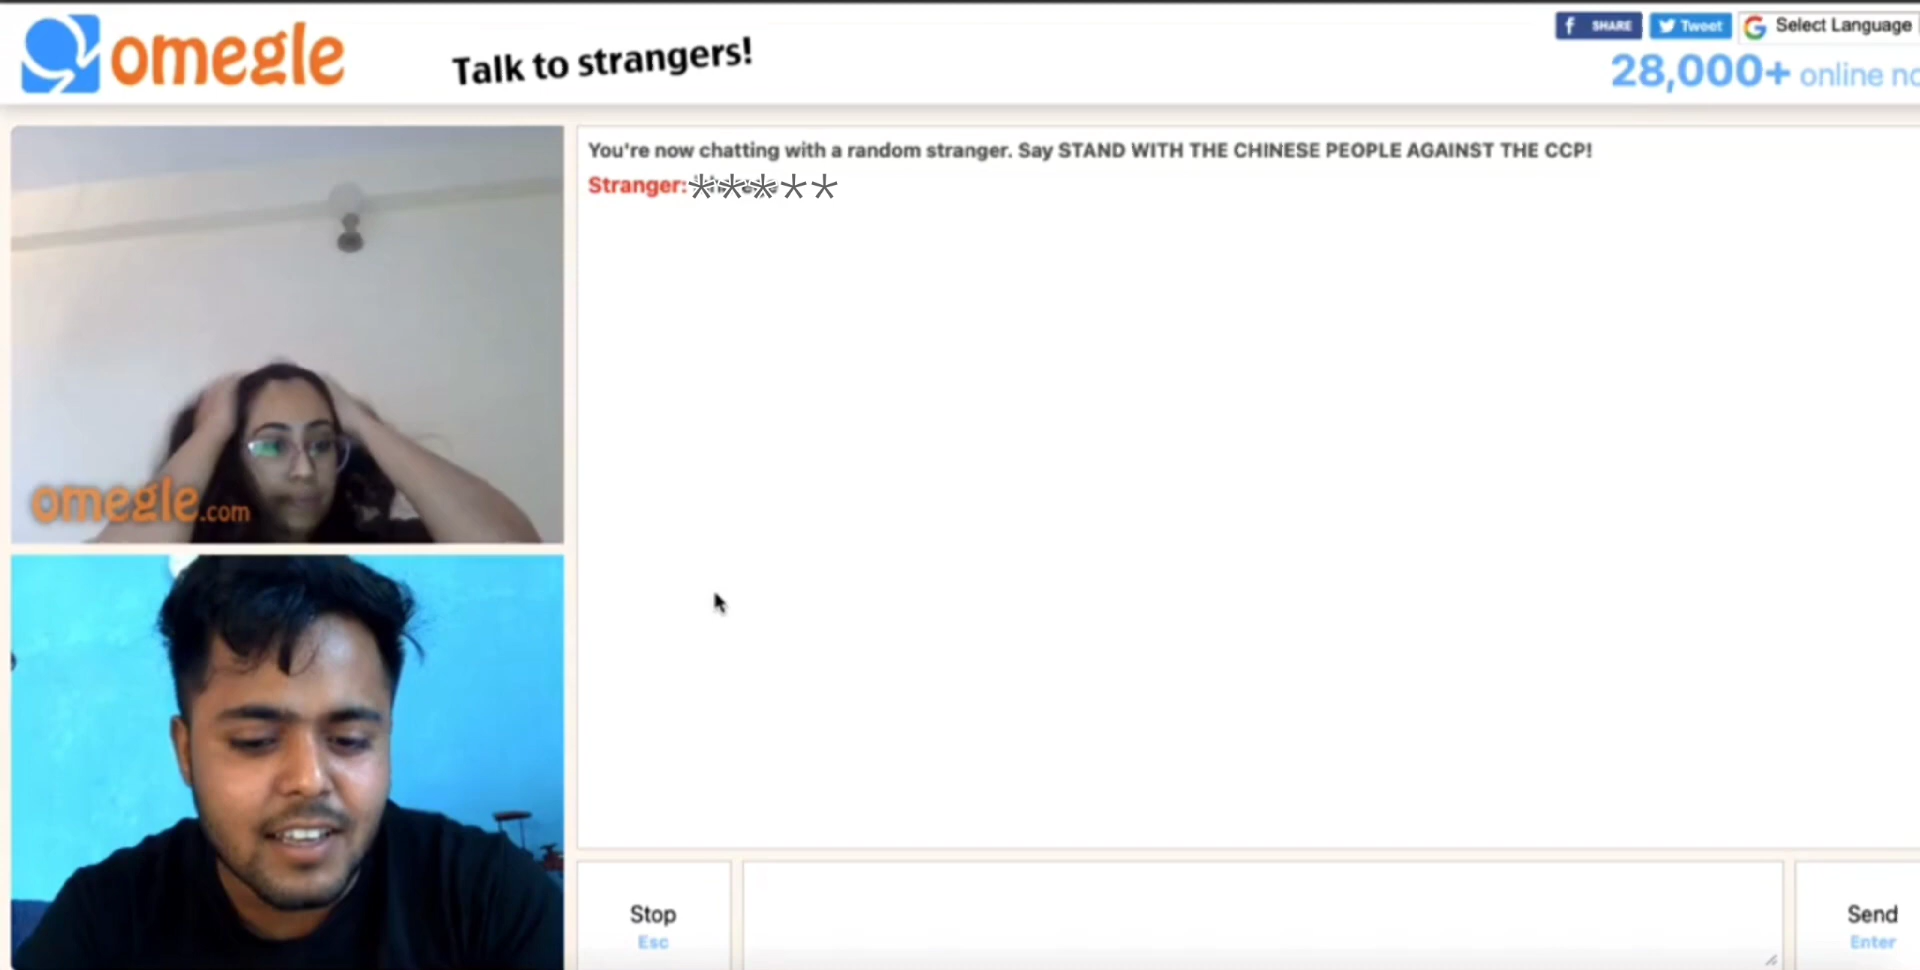 omegle
Talk to strangers!
f SHARE
Tweet
G Select Language
28,000+ online
You're now chatting with a random stranger. Say STAND WITH THE CHINESE PEOPLE AGAINST THE CCP!
Stranger: *****
omegle.com
Stop
Esc
Send
Enter